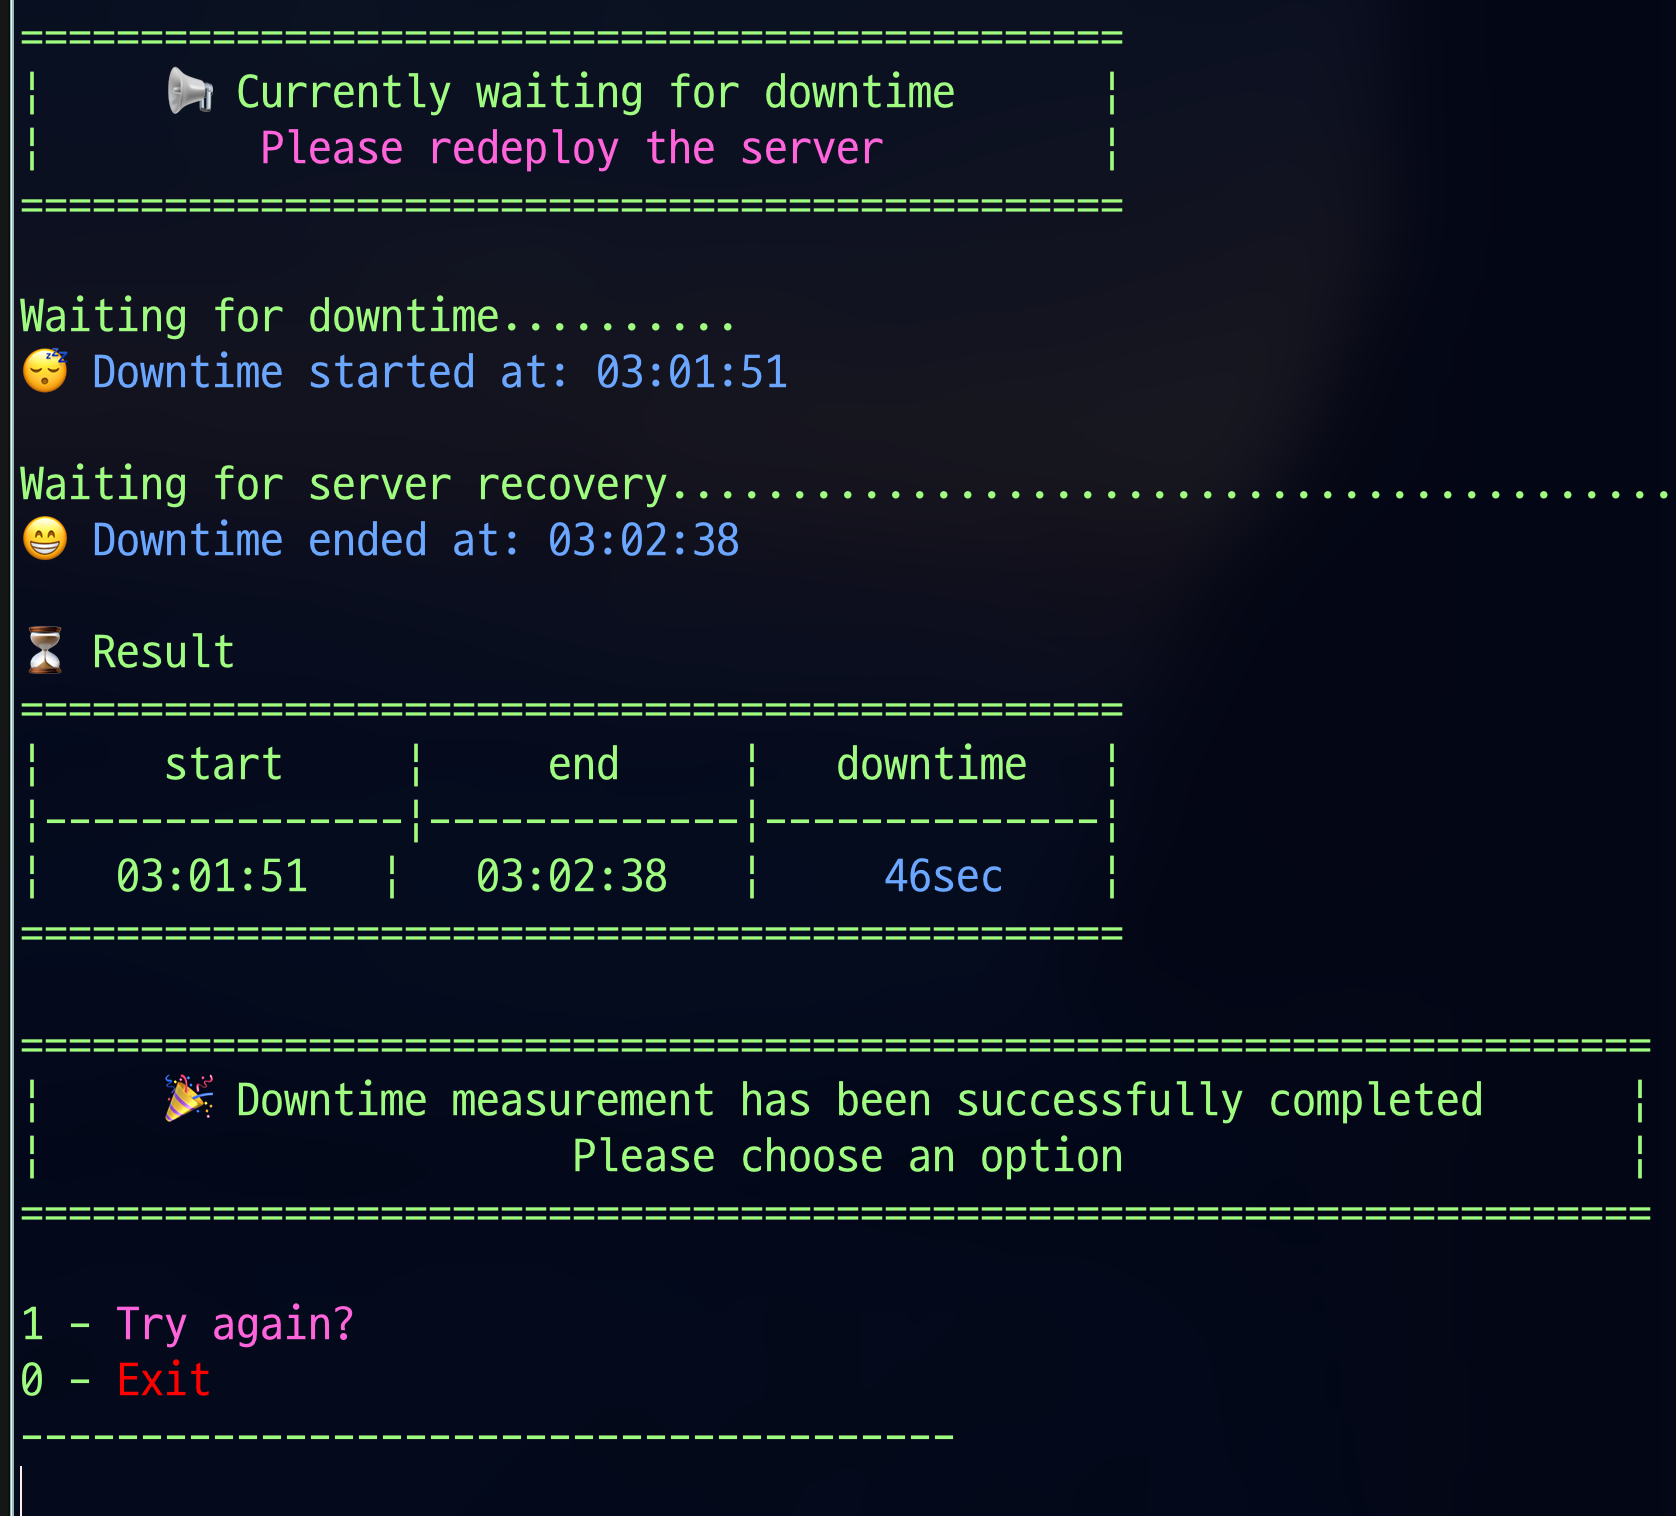 ==============================================
¦     📢 Currently waiting for downtime      ¦
¦         Please redeploy the server         ¦
==============================================
Waiting for downtime..........
😴 Downtime started at: 03:01:51
Waiting for server recovery..........................................
😁 Downtime ended at: 03:02:38
⏳ Result
==============================================
¦     start     ¦     end     ¦   downtime   ¦
¦---------------¦-------------¦--------------¦
¦   03:01:51   ¦   03:02:38   ¦     46sec    ¦
==============================================
====================================================================
¦     🎉 Downtime measurement has been successfully completed      ¦
¦                      Please choose an option                     ¦
====================================================================
1 - Try again?
0 - Exit
---------------------------------------